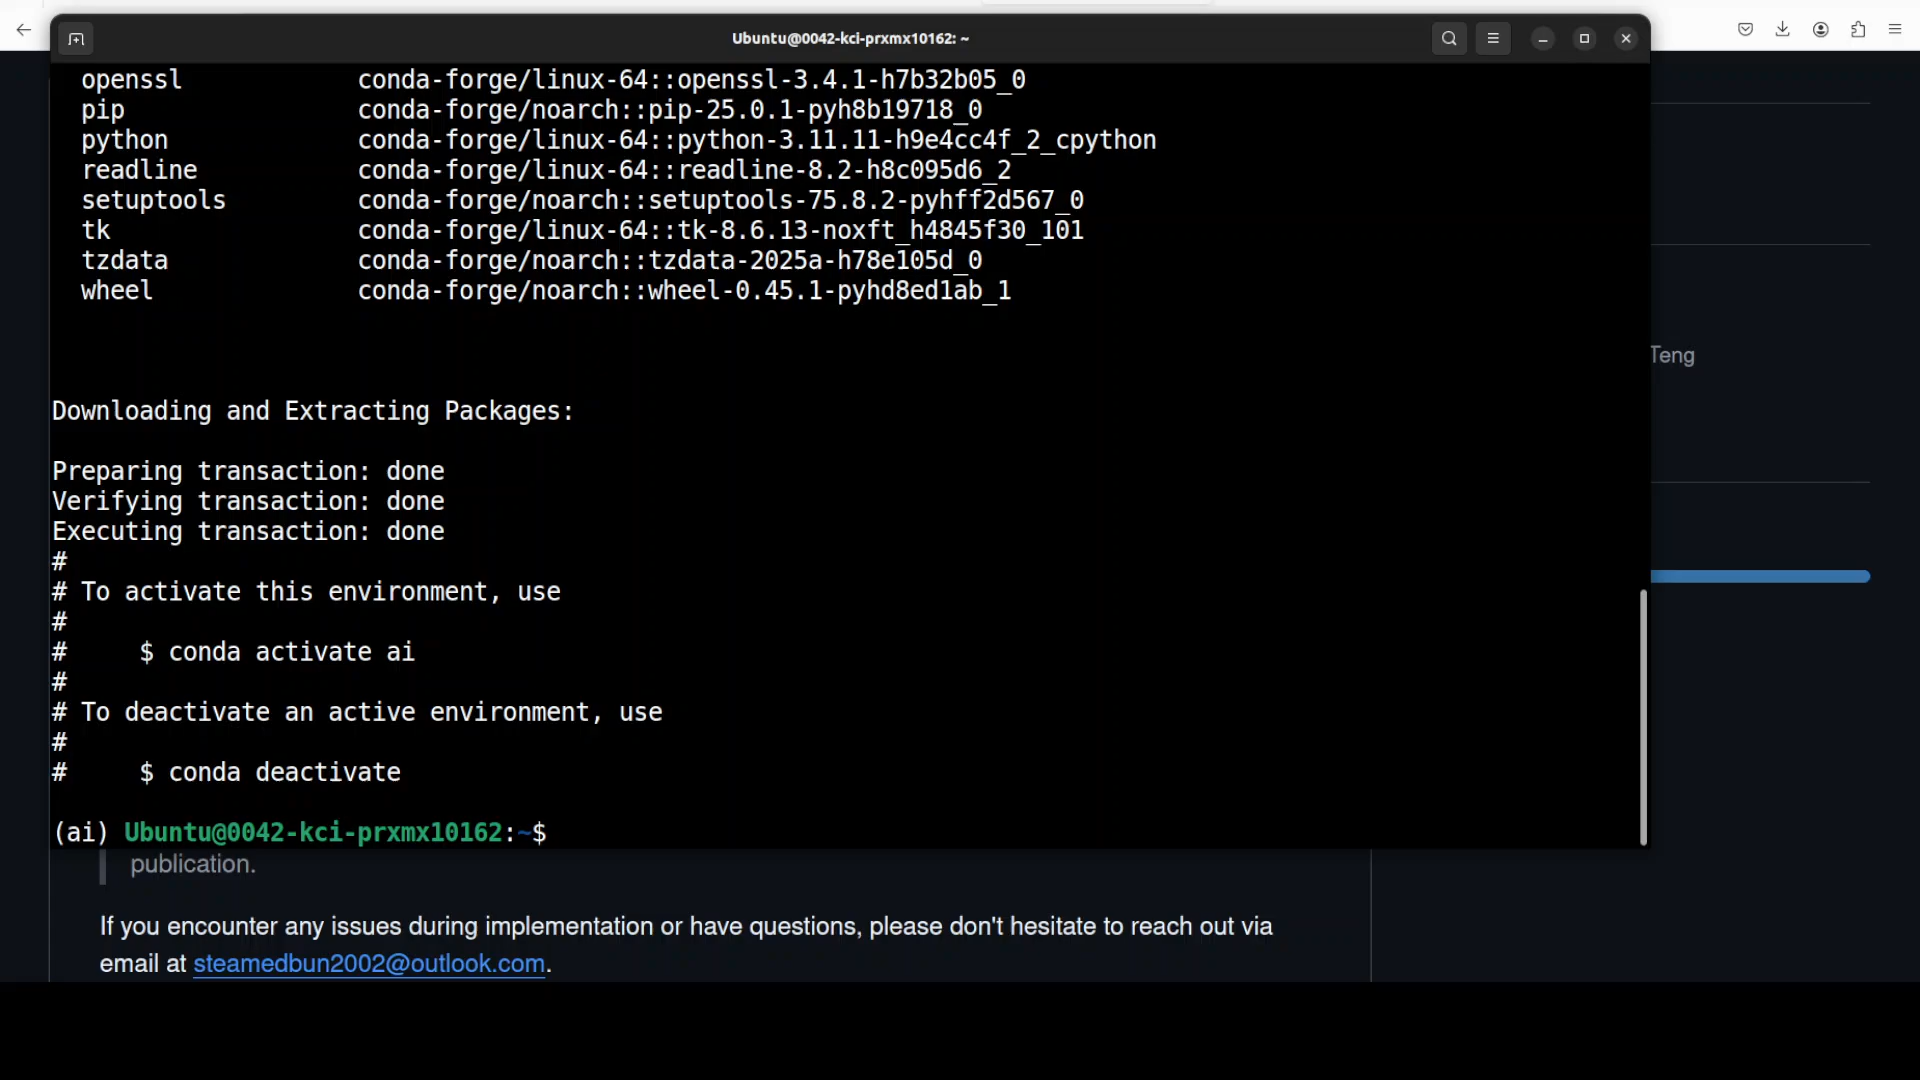 Ubuntu@0042-kci-prxmx10162: ~
openssl conda-forge/linux-64::openssl-3.4.1-h7b32b05_0
pip conda-forge/noarch::pip-25.0.1-pyh8b19718_0
python conda-forge/linux-64::python-3.11.11-h9e4cc4f_2_cpython
readline conda-forge/linux-64::readline-8.2-h8c095d6_2
setuptools conda-forge/noarch::setuptools-75.8.2-pyhff2d567_0
tk conda-forge/linux-64::tk-8.6.13-noxft_h4845f30_101
tzdata conda-forge/noarch::tzdata-2025a-h78e105d_0
wheel conda-forge/noarch::wheel-0.45.1-pyhd8ed1ab_1
Teng
Downloading and Extracting Packages:
Preparing transaction: done
Verifying transaction: done
Executing transaction: done
#
# To activate this environment, use
#
# $ conda activate ai
#
# To deactivate an active environment, use
#
# $ conda deactivate
(ai) Ubuntu@0042-kci-prxmx10162:~$
publication.
If you encounter any issues during implementation or have questions, please don't hesitate to reach out via
email at steamedbun2002@outlook.com.